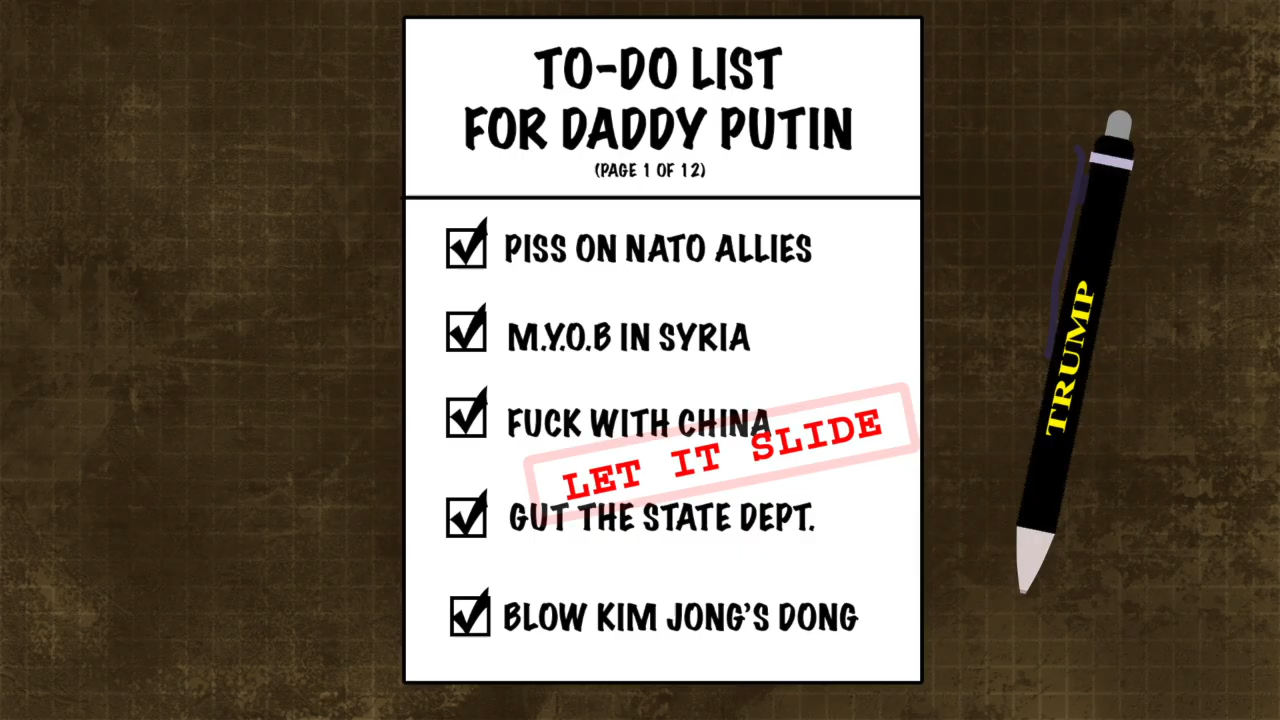 TO-DO LIST
FOR DADDY PUTIN
(PAGE 1 OF 12)
PISS ON NATO ALLIES
M.Y.O.B IN SYRIA
FUCK WITH CHINA
LET IT SLIDE
GUT THE STATE DEPT.
BLOW KIM JONG'S DONG
TRUMP